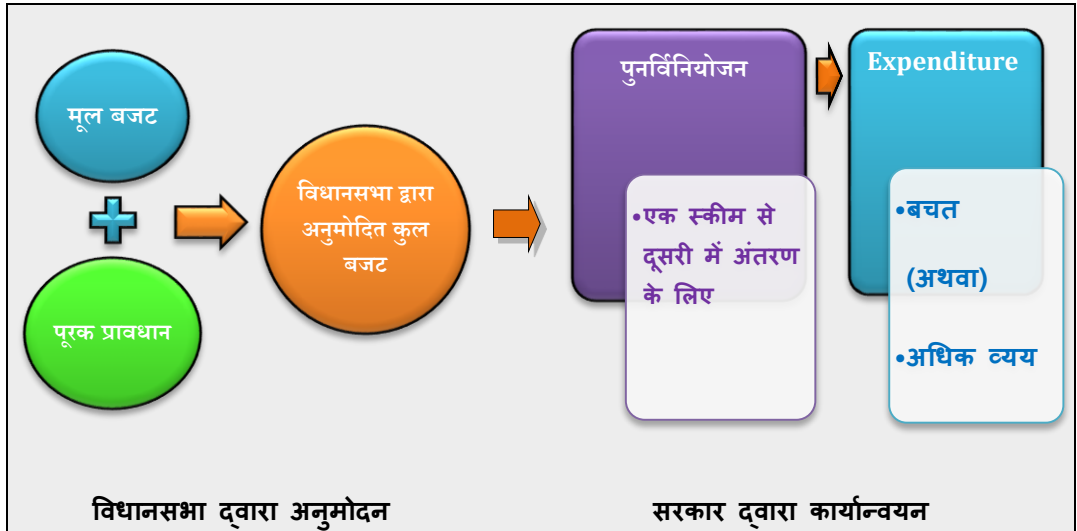 मूल बजट
पूरक प्रावधान
विधानसभा द्वारा
अनुमोदित कुल
बजट
पुनर्विनियोजन
•एक स्कीम से
दूसरी में अंतरण
के लिए
Expenditure
•बचत
(अथवा)
•अधिक व्यय
विधानसभा द्वारा अनुमोदन
सरकार द्वारा कार्यान्वयन